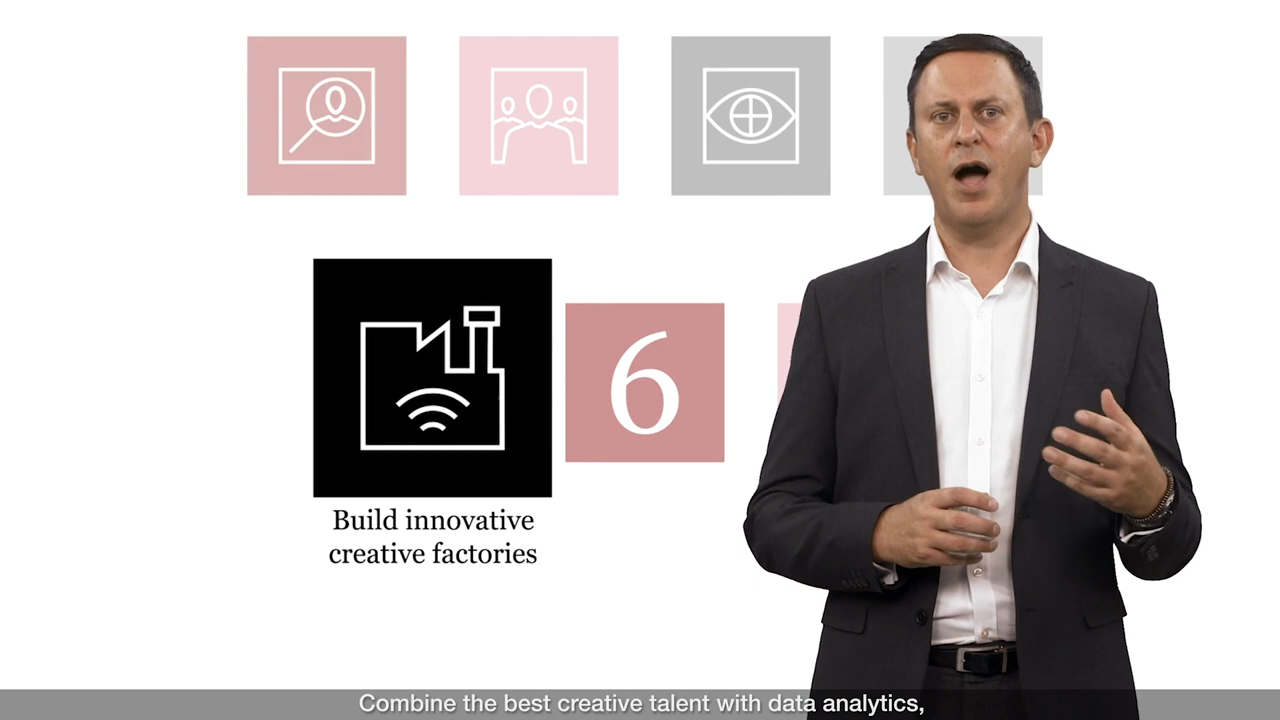 6
Build innovative
creative factories
Combine the best creative talent with data analytics,